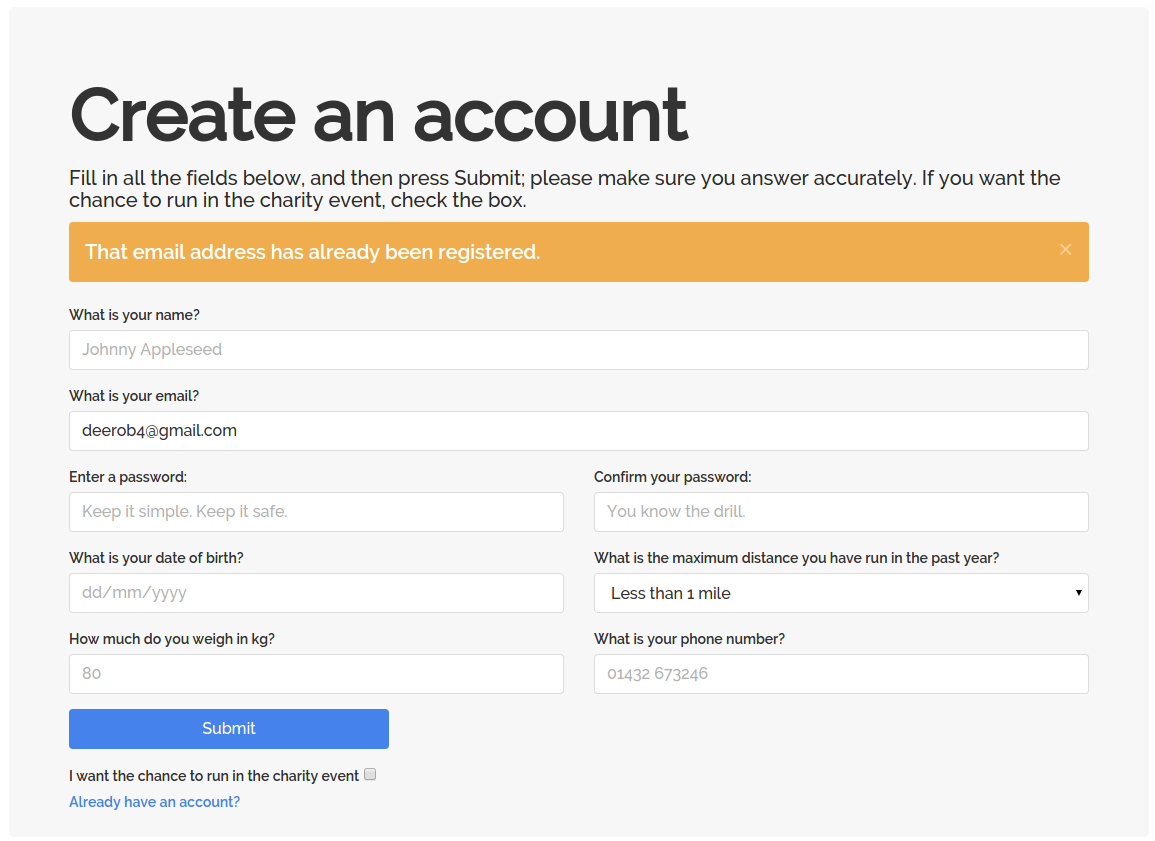 Create an account
Fill in all the fields below, and then press Submit; please make sure you answer accurately. If you want the
chance to run in the charity event, check the box.
That email address has already been registered. ×
What is your name?
Johnny Appleseed
What is your email?
deerob4@gmail.com
Enter a password: Confirm your password:
Keep it simple. Keep it safe. You know the drill.
What is your date of birth? What is the maximum distance you have run in the past year?
dd/mm/yyyy Less than 1 mile
How much do you weigh in kg? What is your phone number?
80 01432 673246
Submit
I want the chance to run in the charity event
Already have an account?